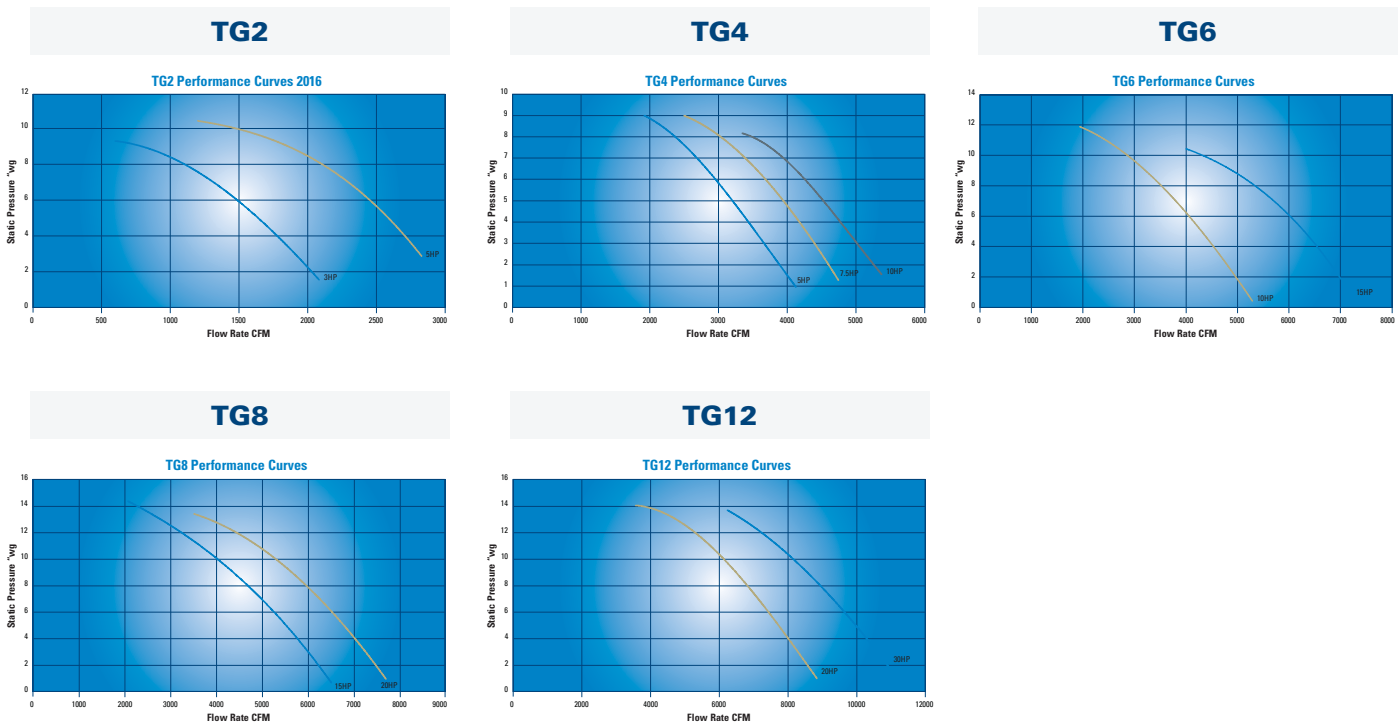 TG2
TG4
TG6
TG2 Performance Curves 2016
12
10
8
6
4
2
0
Static Pressure "wg
3HP
5HP
0 500 1000 1500 2000 2500 3000
Flow Rate CFM
TG4 Performance Curves
10
9
8
7
6
5
4
3
2
1
0
Static Pressure "wg
5HP
7.5HP
10HP
0 1000 2000 3000 4000 5000 6000
Flow Rate CFM
TG6 Performance Curves
14
12
10
8
6
4
2
0
Static Pressure "wg
10HP
15HP
0 1000 2000 3000 4000 5000 6000 7000 8000
Flow Rate CFM
TG8
TG12
TG8 Performance Curves
16
14
12
10
8
6
4
2
0
Static Pressure "wg
15HP
20HP
0 1000 2000 3000 4000 5000 6000 7000 8000 9000
Flow Rate CFM
TG12 Performance Curves
16
14
12
10
8
6
4
2
0
Static Pressure "wg
20HP
30HP
0 2000 4000 6000 8000 10000 12000
Flow Rate CFM